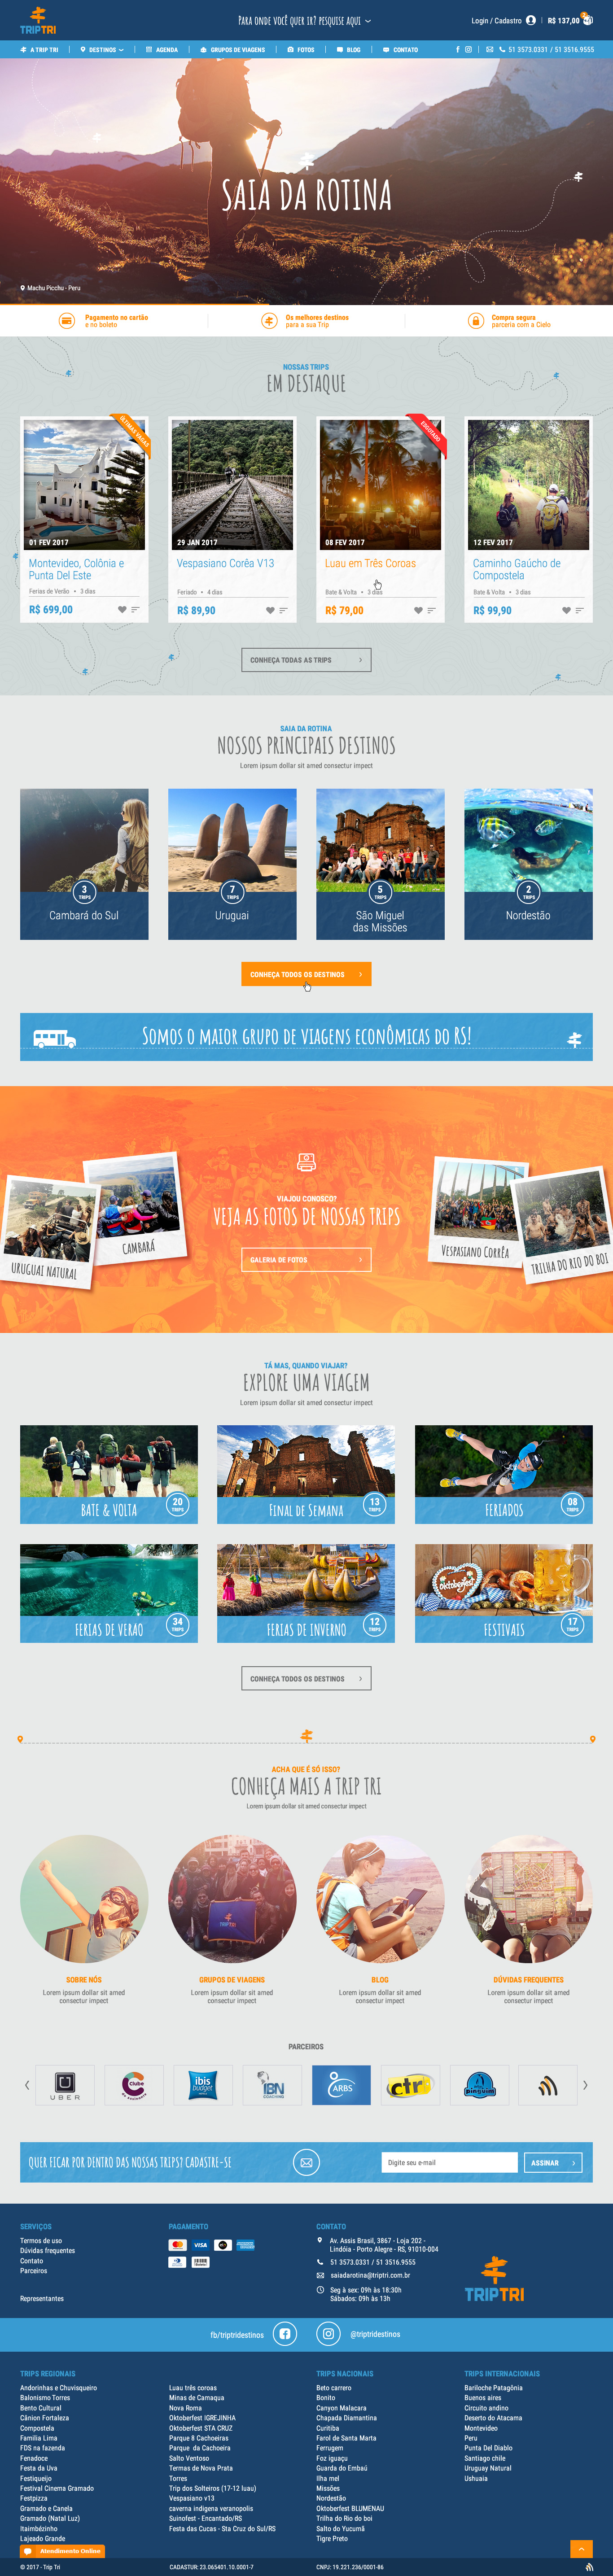 TRIPTRI
Para onde você quer ir? pesquise aqui
Login / Cadastro
R$ 137,00
A TRIP TRI
DESTINOS
AGENDA
GRUPOS DE VIAGENS
FOTOS
BLOG
CONTATO
51 3573.0331 / 51 3516.9555
SAIA DA ROTINA
Machu Picchu - Peru
Pagamento no cartão
e no boleto
Os melhores destinos
para a sua Trip
Compra segura
parceria com a Cielo
NOSSAS TRIPS
EM DESTAQUE
ÚLTIMAS VAGAS
01 FEV 2017
Montevideo, Colônia e
Punta Del Este
Ferias de Verão • 3 dias
R$ 699,00
29 JAN 2017
Vespasiano Corêa V13
Feriado • 4 dias
R$ 89,90
ESGOTADO
08 FEV 2017
Luau em Três Coroas
Bate & Volta • 3 dias
R$ 79,00
12 FEV 2017
Caminho Gaúcho de
Compostela
Bate & Volta • 3 dias
R$ 99,90
CONHEÇA TODAS AS TRIPS
SAIA DA ROTINA
NOSSOS PRINCIPAIS DESTINOS
Lorem ipsum dollar sit amed consectur impect
3
TRIPS
Cambará do Sul
7
TRIPS
Uruguai
5
TRIPS
São Miguel
das Missões
2
TRIPS
Nordestão
CONHEÇA TODOS OS DESTINOS
Somos o maior grupo de viagens econômicas do RS!
VIAJOU CONOSCO?
VEJA AS FOTOS DE NOSSAS TRIPS
GALERIA DE FOTOS
URUGUAI NATURAL
CAMBARÁ
Vespasiano Corrêa
TRILHA DO RIO DO BOI
TÁ MAS, QUANDO VIAJAR?
EXPLORE UMA VIAGEM
Lorem ipsum dollar sit amed consectur impect
20
TRIPS
BATE & VOLTA
13
TRIPS
Final de Semana
08
TRIPS
FERIADOS
34
TRIPS
FERIAS DE VERÃO
12
TRIPS
FERIAS DE INVERNO
Oktoberfest
17
TRIPS
FESTIVAIS
CONHEÇA TODOS OS DESTINOS
ACHA QUE É SÓ ISSO?
CONHEÇA MAIS A TRIP TRI
Lorem ipsum dollar sit amed consectur impect
TRIPTRI
SOBRE NÓS
Lorem ipsum dollar sit amed
consectur impect
GRUPOS DE VIAGENS
Lorem ipsum dollar sit amed
consectur impect
BLOG
Lorem ipsum dollar sit amed
consectur impect
DÚVIDAS FREQUENTES
Lorem ipsum dollar sit amed
consectur impect
PARCEIROS
UBER
Clube
ibis
budget
IBN
COACHING
ARBS
ctr
pinguim
QUER FICAR POR DENTRO DAS NOSSAS TRIPS? CADASTRE-SE
Digite seu e-mail
ASSINAR
SERVIÇOS
Termos de uso
Dúvidas frequentes
Contato
Parceiros
Representantes
PAGAMENTO
VISA
CONTATO
Av. Assis Brasil, 3867 - Loja 202 -
Lindóia - Porto Alegre - RS, 91010-004
51 3573.0331 / 51 3516.9555
saiadarotina@triptri.com.br
Seg à sex: 09h às 18:30h
Sábados: 09h às 13h
TRIPTRI
fb/triptridestinos
@triptridestinos
TRIPS REGIONAIS
Andorinhas e Chuvisqueiro
Balonismo Torres
Bento Cultural
Cânion Fortaleza
Compostela
Familia Lima
FDS na fazenda
Fenadoce
Festa da Uva
Festiqueijo
Festival Cinema Gramado
Festpizza
Gramado e Canela
Gramado (Natal Luz)
Itaimbézinho
Lajeado Grande
Luau três coroas
Minas de Camaqua
Nova Roma
Oktoberfest IGREJINHA
Oktoberfest STA CRUZ
Parque 8 Cachoeiras
Parque da Cachoeira
Salto Ventoso
Termas de Nova Prata
Torres
Trip dos Solteiros (17-12 luau)
Vespasiano v13
caverna indigena veranopolis
Suinofest - Encantado/RS
Festa das Cucas - Sta Cruz do Sul/RS
TRIPS NACIONAIS
Beto carrero
Bonito
Canyon Malacara
Chapada Diamantina
Curitiba
Farol de Santa Marta
Ferrugem
Foz iguaçu
Guarda do Embaú
Ilha mel
Missões
Nordestão
Oktoberfest BLUMENAU
Trilha do Rio do boi
Salto do Yucumã
Tigre Preto
TRIPS INTERNACIONAIS
Bariloche Patagônia
Buenos aires
Circuito andino
Deserto do Atacama
Montevideo
Peru
Punta Del Diablo
Santiago chile
Uruguay Natural
Ushuaia
Atendimento Online
© 2017 - Trip Tri
CADASTUR: 23.065401.10.0001-7
CNPJ: 19.221.236/0001-86